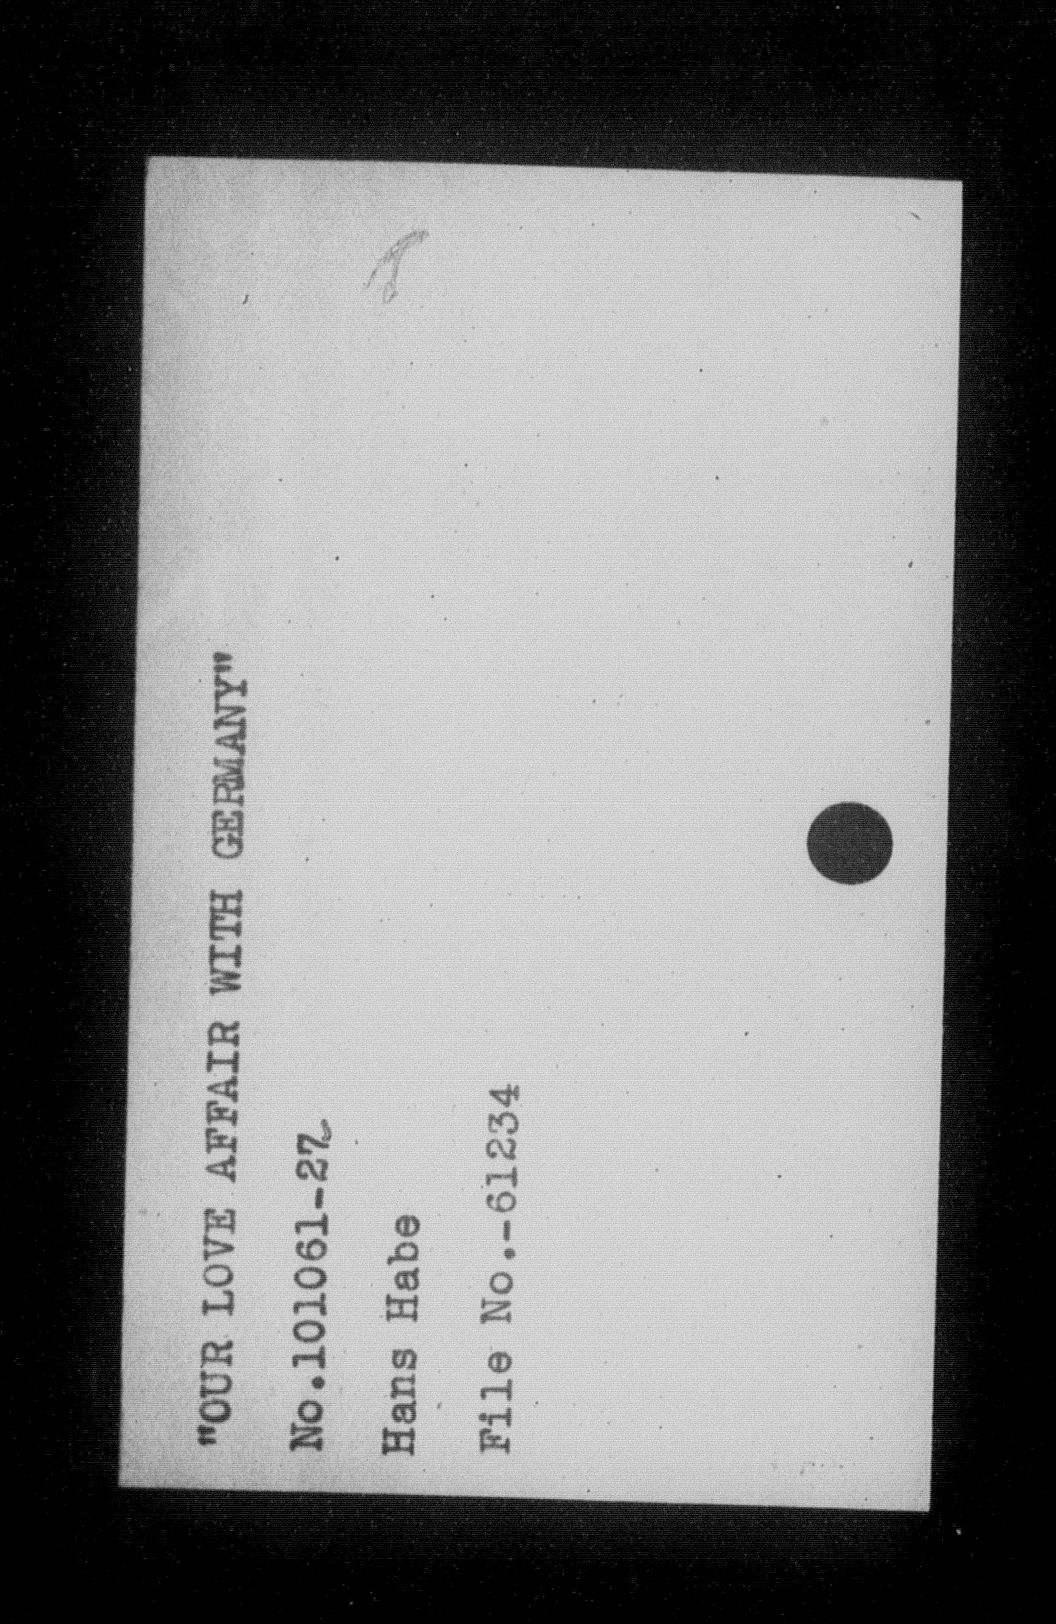 "OUR LOVE AFFAIR WITH GERMANY"
No.101061-27
Hans Habe
File No.-61234